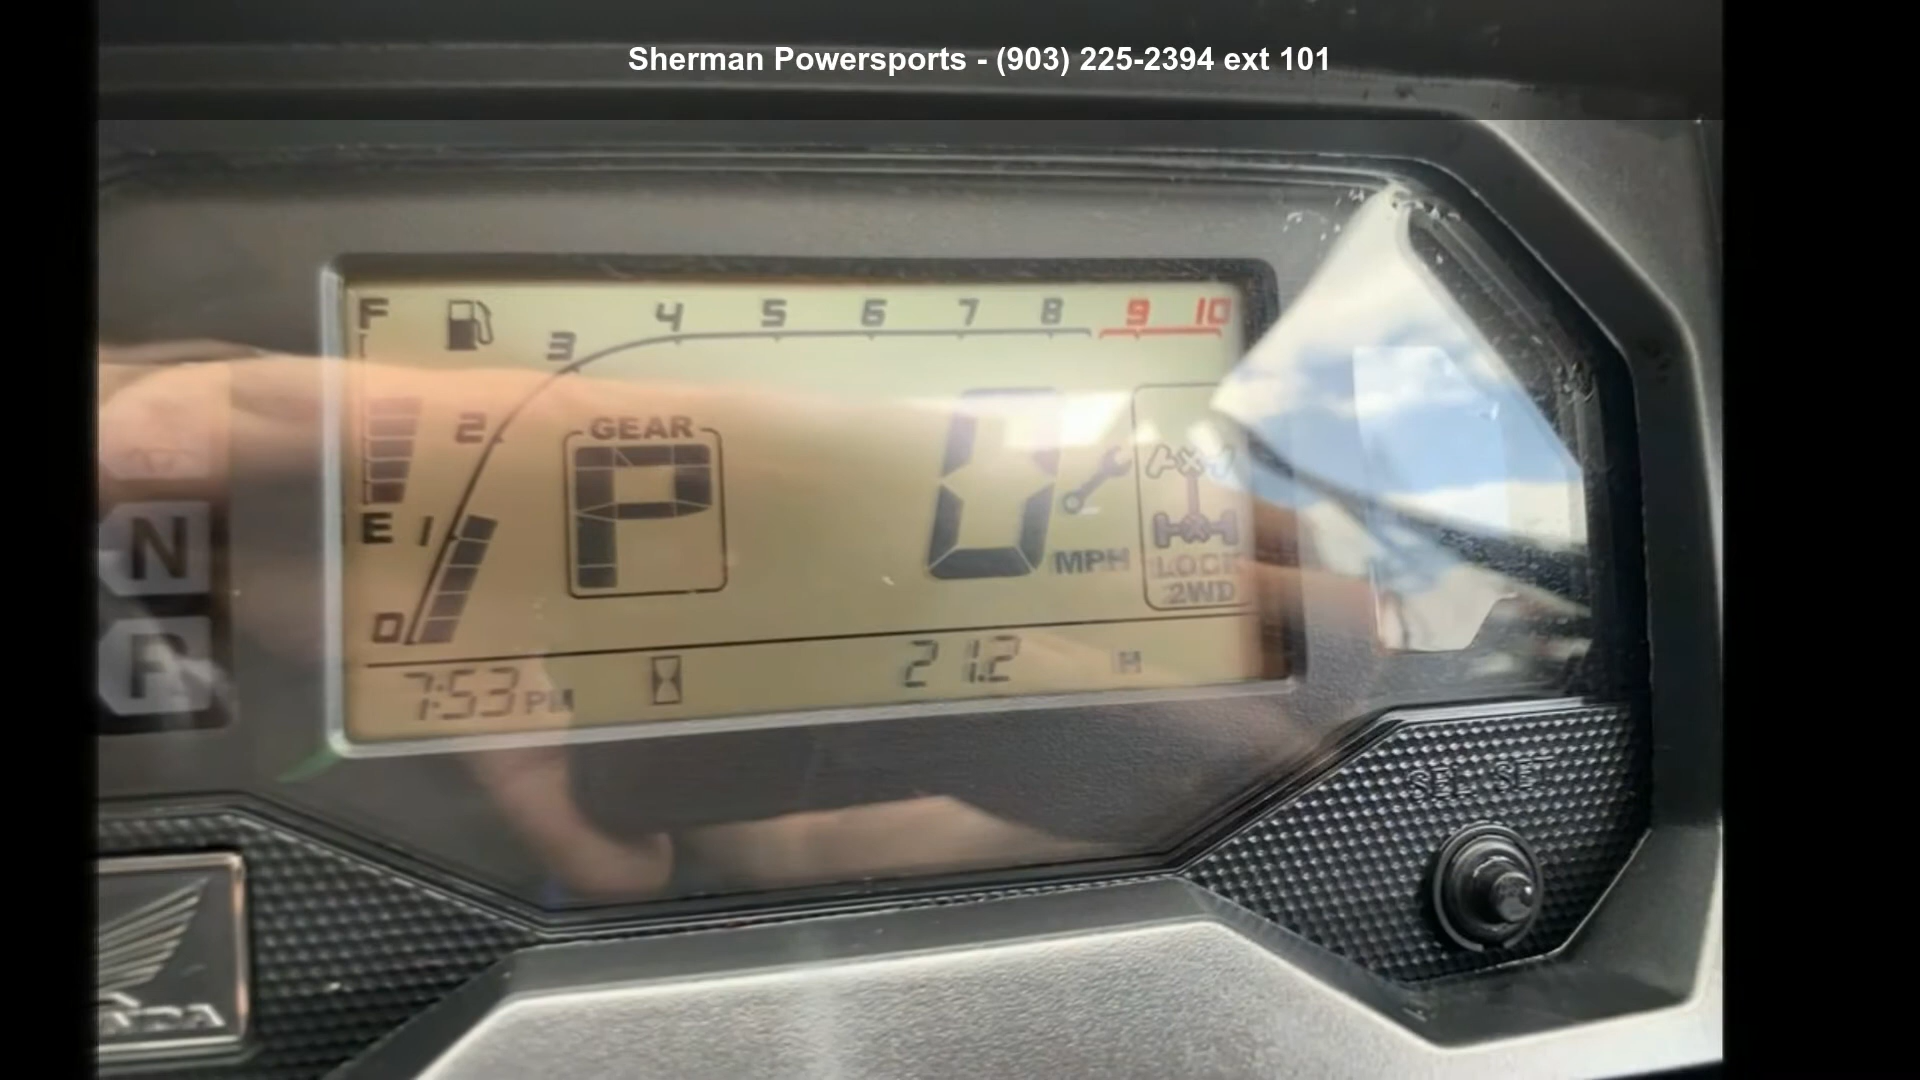 Sherman Powersports - (903) 225-2394 ext 101
F 3 4 5 6 7 8 9 10
2 GEAR
P 0
E 1 MPH LOCK
N 2WD
0
7:53 PM 21.2 H